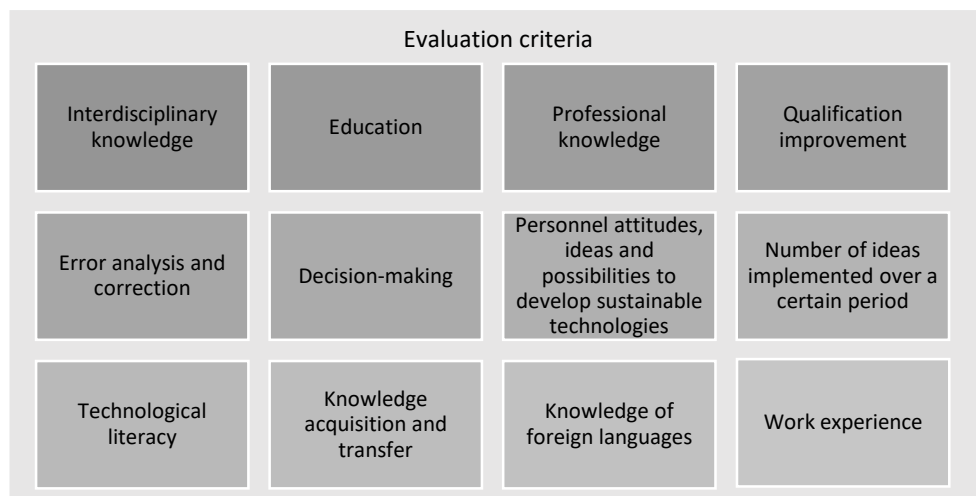 Evaluation criteria
Interdisciplinary
knowledge
Education
Professional
knowledge
Qualification
improvement
Error analysis and
correction
Decision-making
Personnel attitudes,
ideas and
possibilities to
develop sustainable
technologies
Number of ideas
implemented over a
certain period
Technological
literacy
Knowledge
acquisition and
transfer
Knowledge of
foreign languages
Work experience